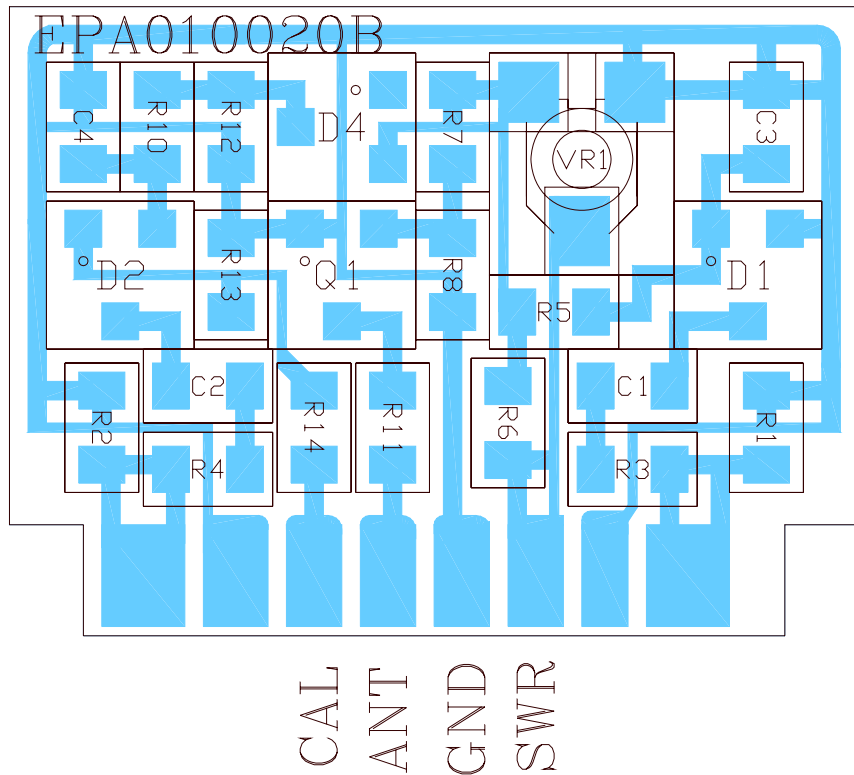 EPA010020B
C4 R10 R12 D4 R7 VR1 C3
D2 R13 Q1 R8 R5 D1
R2 C2 R14 R11 R6 C1 R1
R4 R3
CAL ANT GND SWR